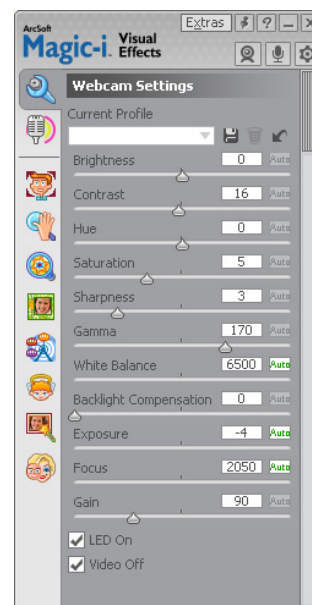 Extras ? _ X
ArcSoft
Magic-i. Visual Effects
Webcam Settings
Current Profile
Brightness 0 Auto
Contrast 16 Auto
Hue 0 Auto
Saturation 5 Auto
Sharpness 3 Auto
Gamma 170 Auto
White Balance 6500 Auto
Backlight Compensation 0 Auto
Exposure -4 Auto
Focus 2050 Auto
Gain 90 Auto
LED On
Video Off